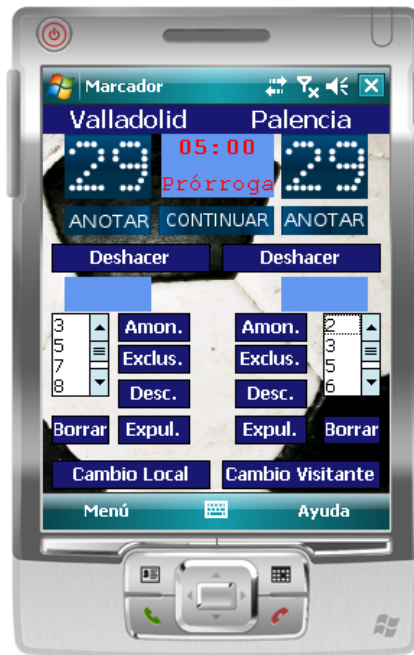 Marcador
Valladolid Palencia
29 05:00 29
Prórroga
ANOTAR CONTINUAR ANOTAR
Deshacer Deshacer
3 Amon. Amon. 2
5 Exclus. Exclus. 3
7 Desc. Desc. 5
8 6
Borrar Expul. Expul. Borrar
Cambio Local Cambio Visitante
Menú Ayuda